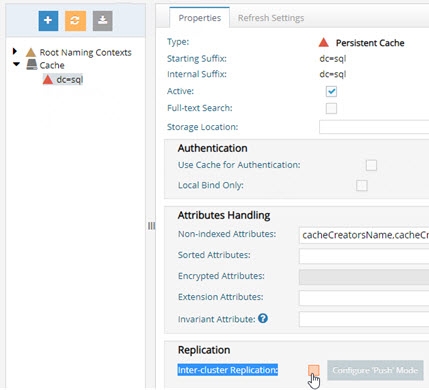 Properties
Refresh Settings
Root Naming Contexts
Cache
dc=sql
Type:
Persistent Cache
Starting Suffix:
dc=sql
Internal Suffix:
dc=sql
Active:
Full-text Search:
Storage Location:
Authentication
Use Cache for Authentication:
Local Bind Only:
Attributes Handling
Non-indexed Attributes:
cacheCreatorsName,cacheCr
Sorted Attributes:
Encrypted Attributes:
Extension Attributes:
Invariant Attribute:
Replication
Inter-cluster Replication:
Configure 'Push' Mode